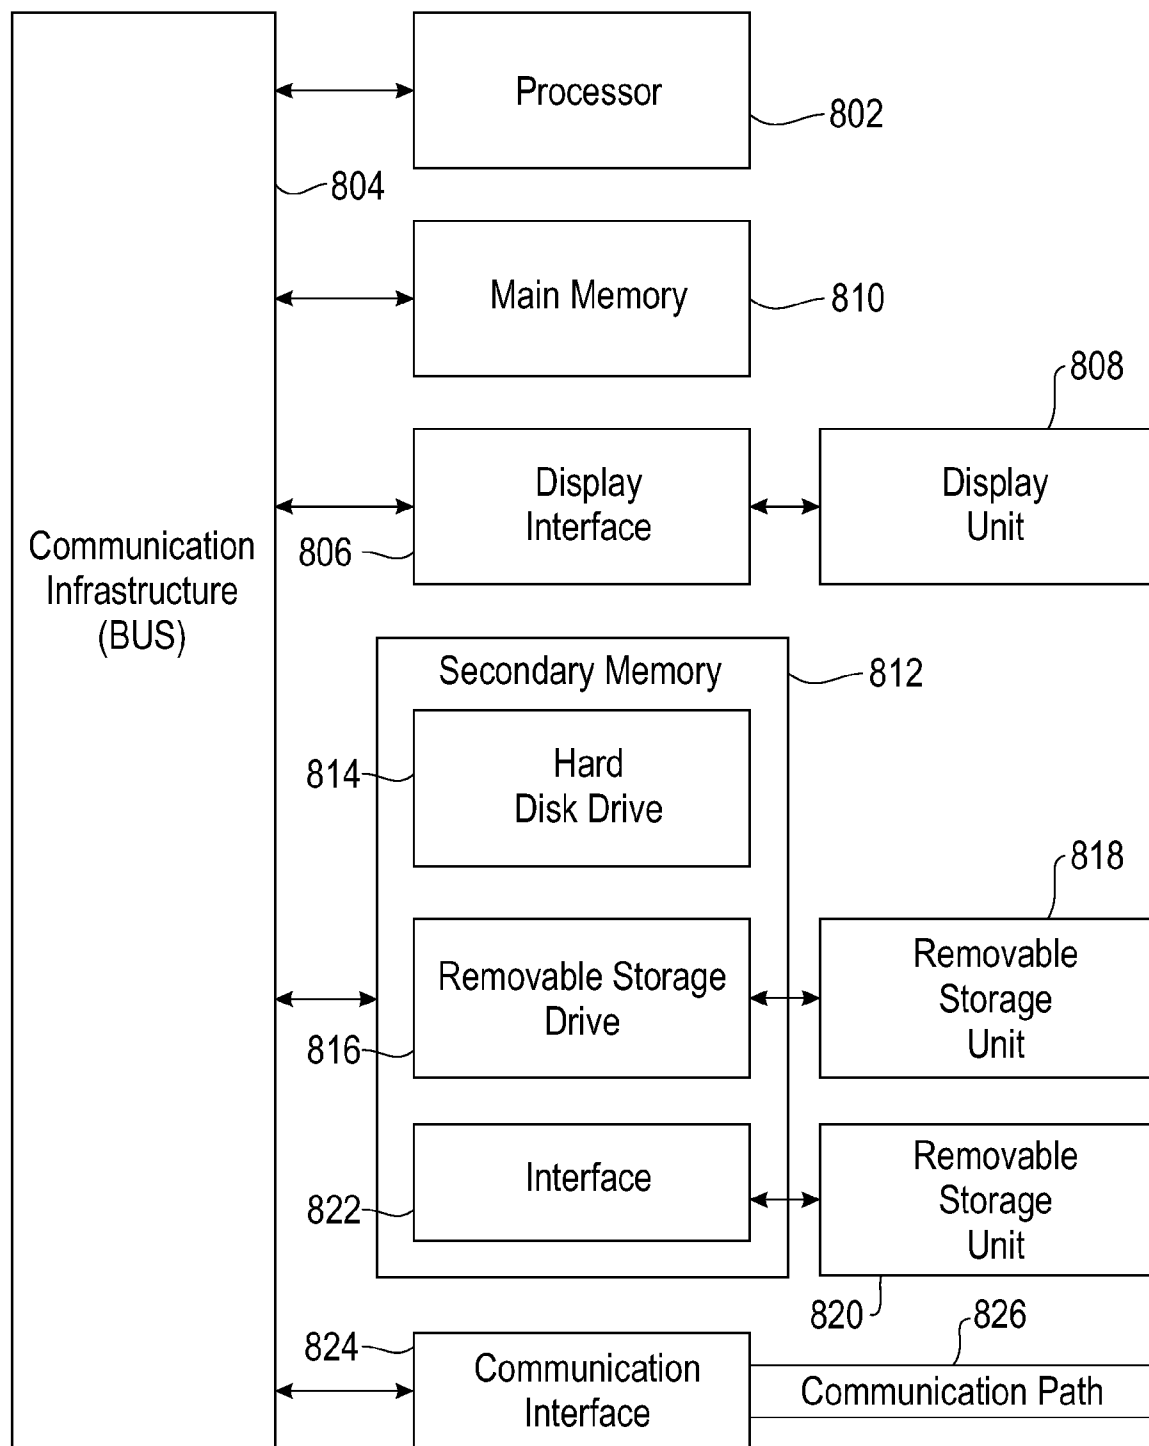 Processor
802
804
Main Memory
810
808
Display
Interface
Display
Unit
806
Communication
Infrastructure
(BUS)
Secondary Memory
812
814
Hard
Disk Drive
818
Removable Storage
Drive
816
Removable
Storage
Unit
Interface
822
Removable
Storage
Unit
820
824
826
Communication
Interface
Communication Path